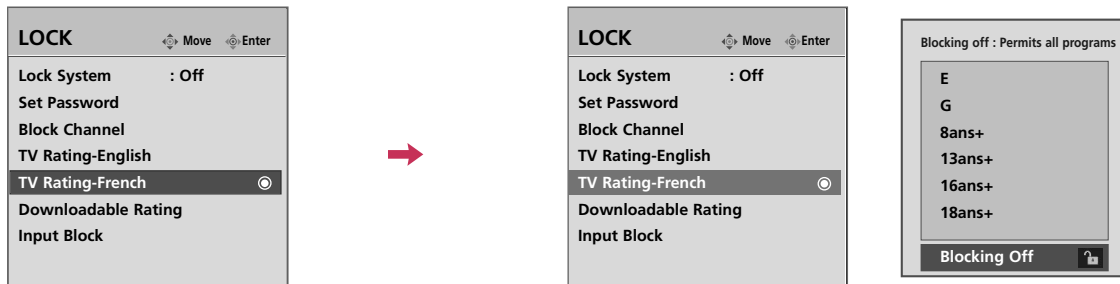 LOCK Move Enter
Lock System : Off
Set Password
Block Channel
TV Rating-English
TV Rating-French
Downloadable Rating
Input Block
LOCK Move Enter
Lock System : Off
Set Password
Block Channel
TV Rating-English
TV Rating-French
Downloadable Rating
Input Block
Blocking off : Permits all programs
E
G
8ans+
13ans+
16ans+
18ans+
Blocking Off